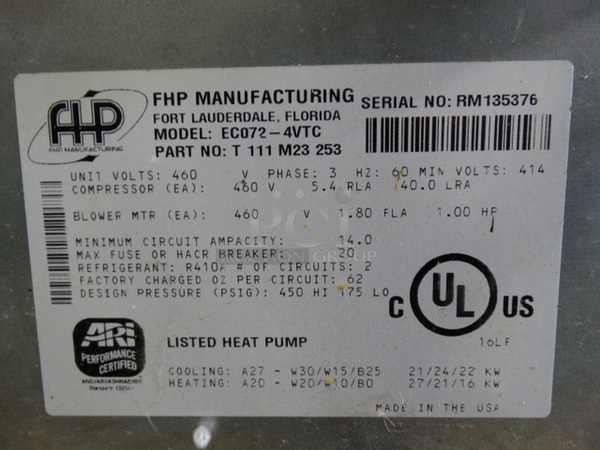 FHP
FHP MANUFACTURING
FHP MANUFACTURING
FORT LAUDERDALE, FLORIDA
MODEL: EC072-4VTC
PART NO: T 111 M23 253
SERIAL NO: RM135376
UNIT VOLTS: 460 V PHASE: 3 HZ: 60 MIN VOLTS: 414
COMPRESSOR (EA): 460 V 5.4 RLA 40.0 LRA
BLOWER MTR (EA): 460 V 1.80 FLA 1.00 HP
MINIMUM CIRCUIT AMPACITY: 14.0
MAX FUSE OR HACR BREAKER: 20
REFRIGERANT: R410A # OF CIRCUITS: 2
FACTORY CHARGED OZ PER CIRCUIT: 62
DESIGN PRESSURE (PSIG): 450 HI 175 LO
C UL US
16LF
ARi
PERFORMANCE
CERTIFIED
LISTED HEAT PUMP
COOLING: A27 - W30/W15/B25 21/24/22 KW
HEATING: A20 - W20/W10/B0 27/21/16 KW
MADE IN THE USA